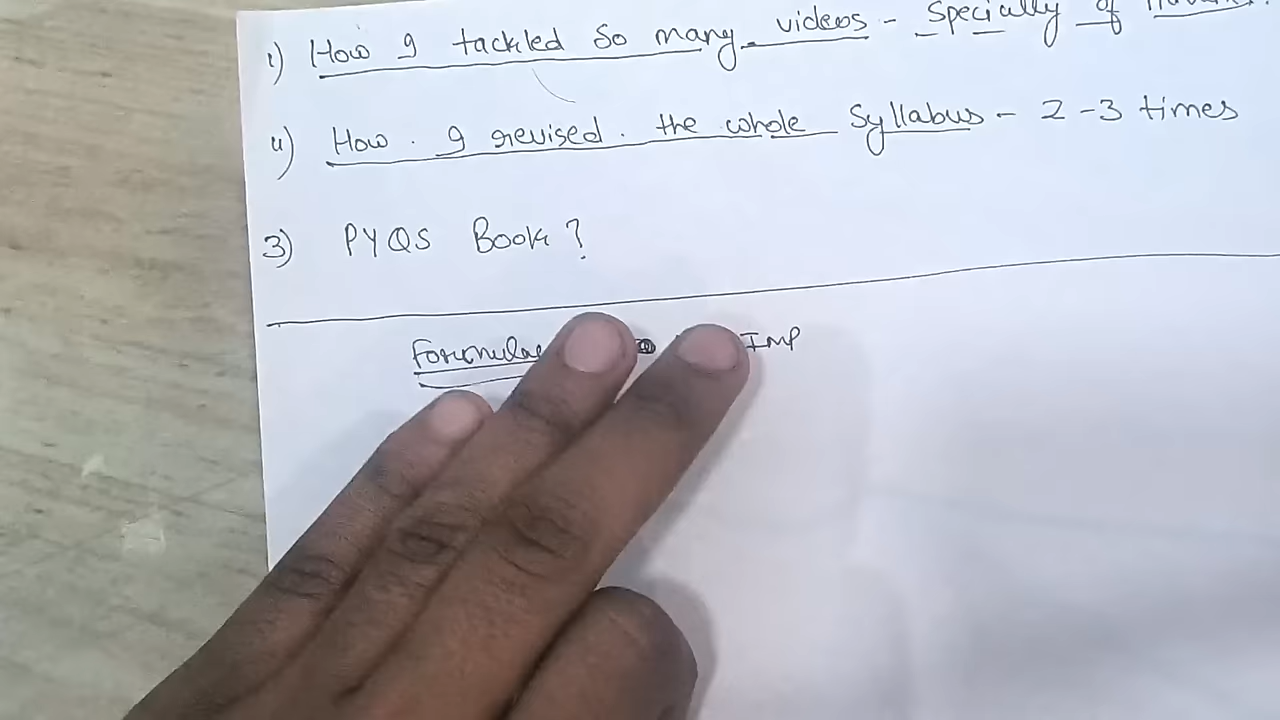 1) How I tackled So many videos - Specially of
2) How I revised the whole Syllabus - 2-3 times
3) PYQS Book?
Formulae Imp